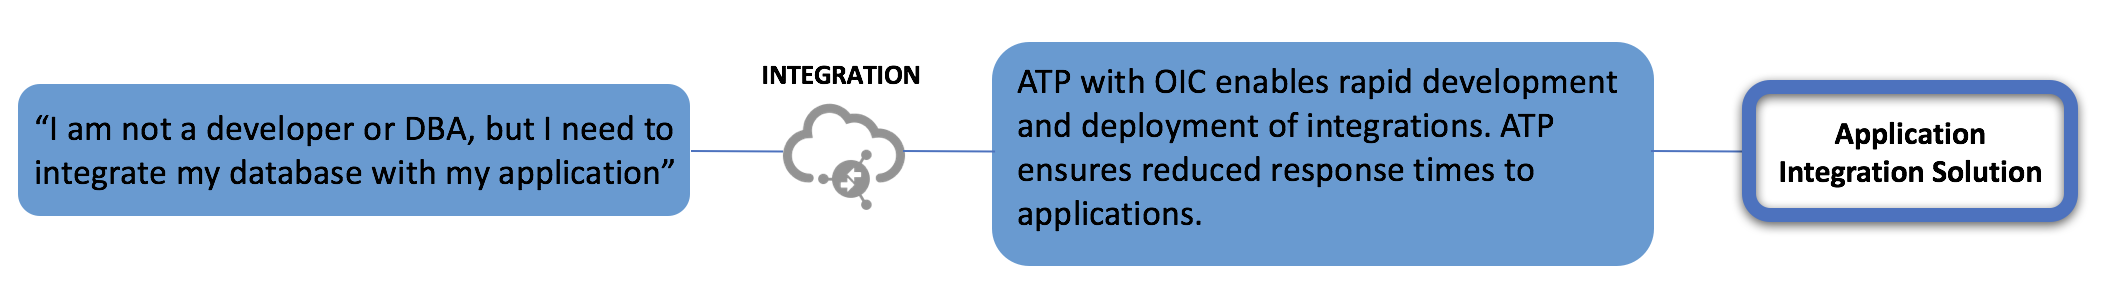 “I am not a developer or DBA, but I need to
integrate my database with my application”
INTEGRATION
ATP with OIC enables rapid development
and deployment of integrations. ATP
ensures reduced response times to
applications.
Application
Integration Solution